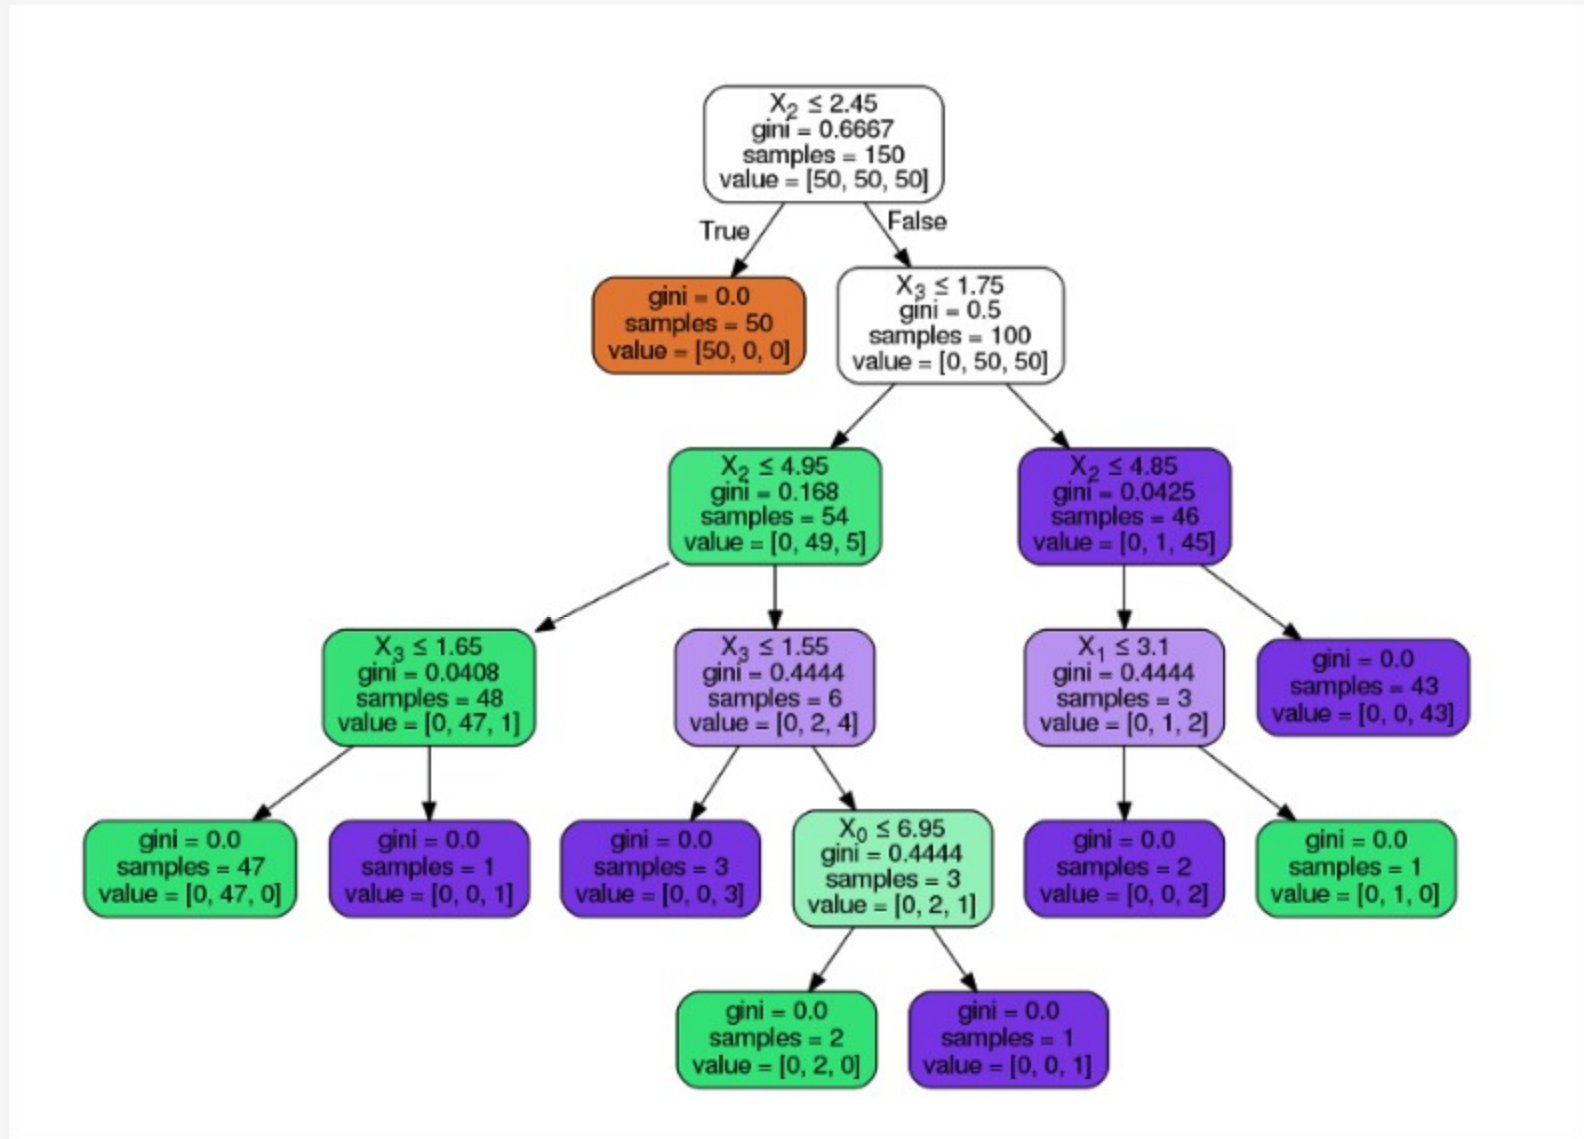 X2 ≤ 2.45
gini = 0.6667
samples = 150
value = [50, 50, 50]
True
False
gini = 0.0
samples = 50
value = [50, 0, 0]
X3 ≤ 1.75
gini = 0.5
samples = 100
value = [0, 50, 50]
X2 ≤ 4.95
gini = 0.168
samples = 54
value = [0, 49, 5]
X2 ≤ 4.85
gini = 0.0425
samples = 46
value = [0, 1, 45]
X3 ≤ 1.65
gini = 0.0408
samples = 48
value = [0, 47, 1]
X3 ≤ 1.55
gini = 0.4444
samples = 6
value = [0, 2, 4]
X1 ≤ 3.1
gini = 0.4444
samples = 3
value = [0, 1, 2]
gini = 0.0
samples = 43
value = [0, 0, 43]
gini = 0.0
samples = 47
value = [0, 47, 0]
gini = 0.0
samples = 1
value = [0, 0, 1]
gini = 0.0
samples = 3
value = [0, 0, 3]
X0 ≤ 6.95
gini = 0.4444
samples = 3
value = [0, 2, 1]
gini = 0.0
samples = 2
value = [0, 0, 2]
gini = 0.0
samples = 1
value = [0, 1, 0]
gini = 0.0
samples = 2
value = [0, 2, 0]
gini = 0.0
samples = 1
value = [0, 0, 1]